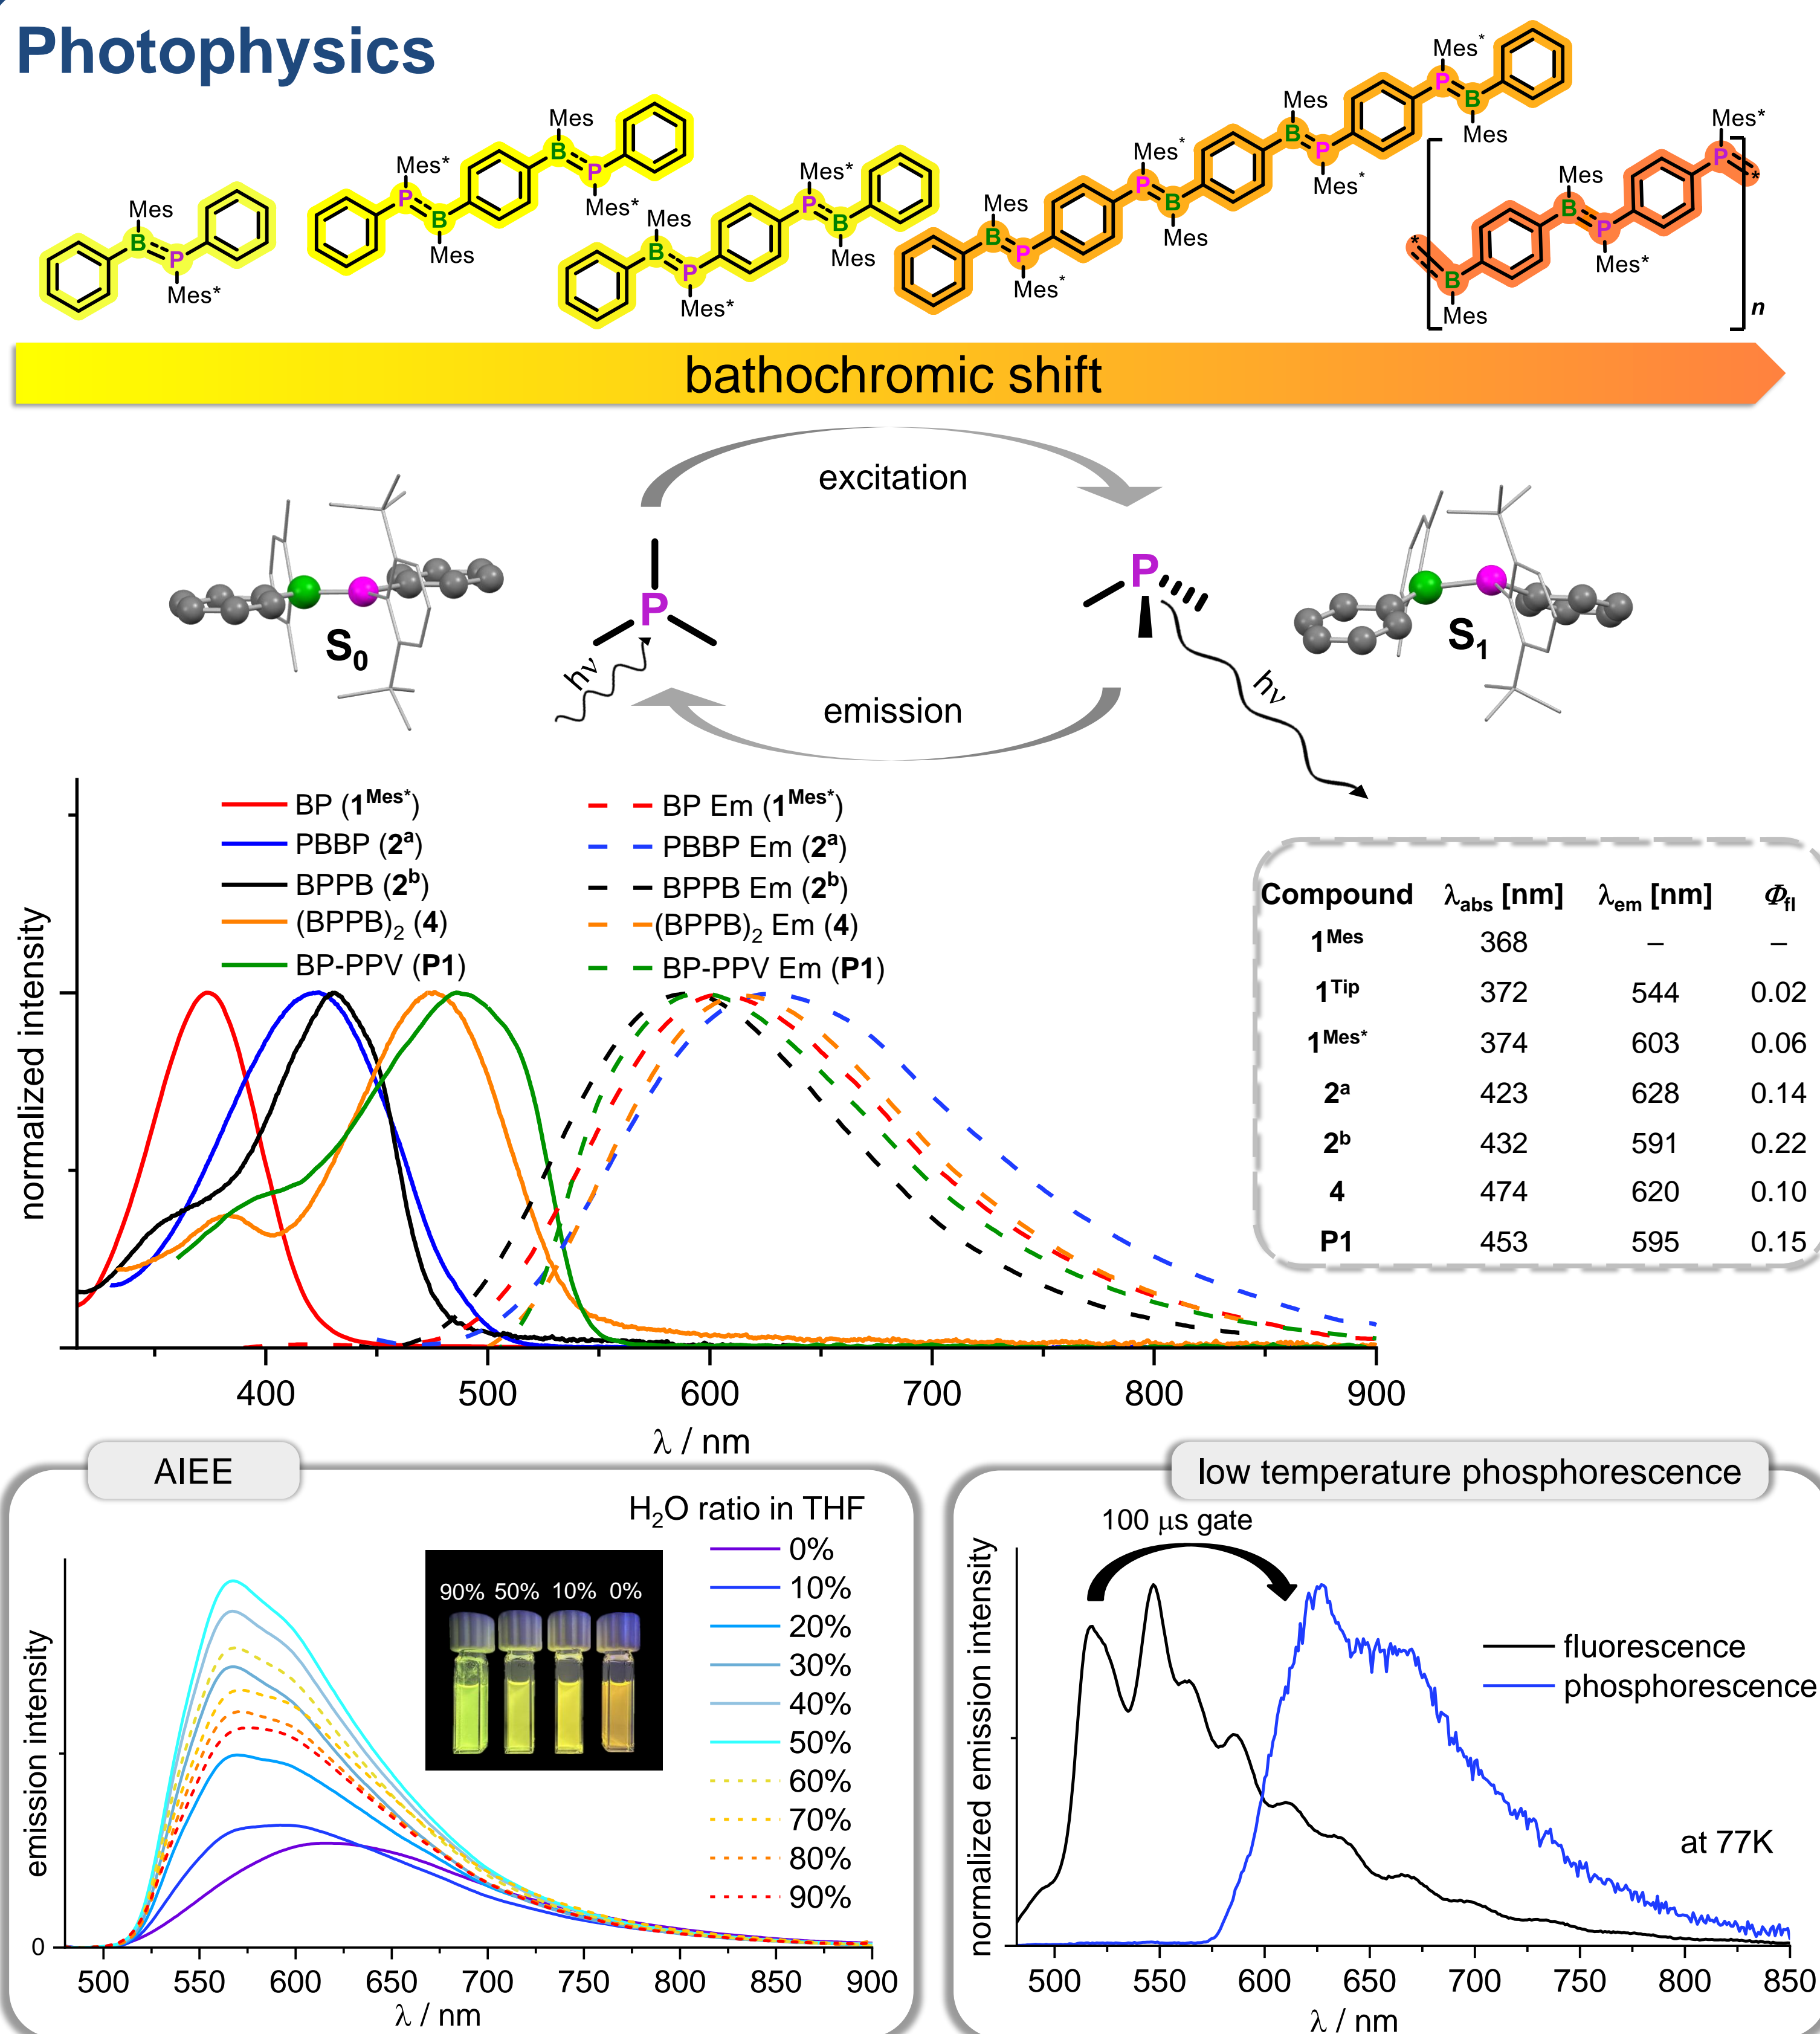 Photophysics
Mes
B
P
Mes*
Mes*
P
B
Mes
Mes
B
P
Mes*
Mes
B
P
Mes*
Mes*
P
B
Mes
Mes
B
P
Mes*
Mes*
P
B
Mes
Mes
B
P
Mes*
Mes*
P
B
Mes
*
B
Mes
Mes
B
P
Mes*
Mes*
P
*
n
bathochromic shift
excitation
S0
P
hν
P
hν
S1
emission
BP (1Mes*)
PBBP (2a)
BPPB (2b)
(BPPB)2 (4)
BP-PPV (P1)
BP Em (1Mes*)
PBBP Em (2a)
BPPB Em (2b)
(BPPB)2 Em (4)
BP-PPV Em (P1)
normalized intensity
400 500 600 700 800 900
λ / nm
Compound λabs [nm] λem [nm] Φfl
1Mes 368 – –
1Tip 372 544 0.02
1Mes* 374 603 0.06
2a 423 628 0.14
2b 432 591 0.22
4 474 620 0.10
P1 453 595 0.15
AIEE
H2O ratio in THF
0%
10%
20%
30%
40%
50%
60%
70%
80%
90%
90% 50% 10% 0%
emission intensity
0
500 550 600 650 700 750 800 850 900
λ / nm
low temperature phosphorescence
100 μs gate
fluorescence
phosphorescence
at 77K
normalized emission intensity
500 550 600 650 700 750 800 850
λ / nm